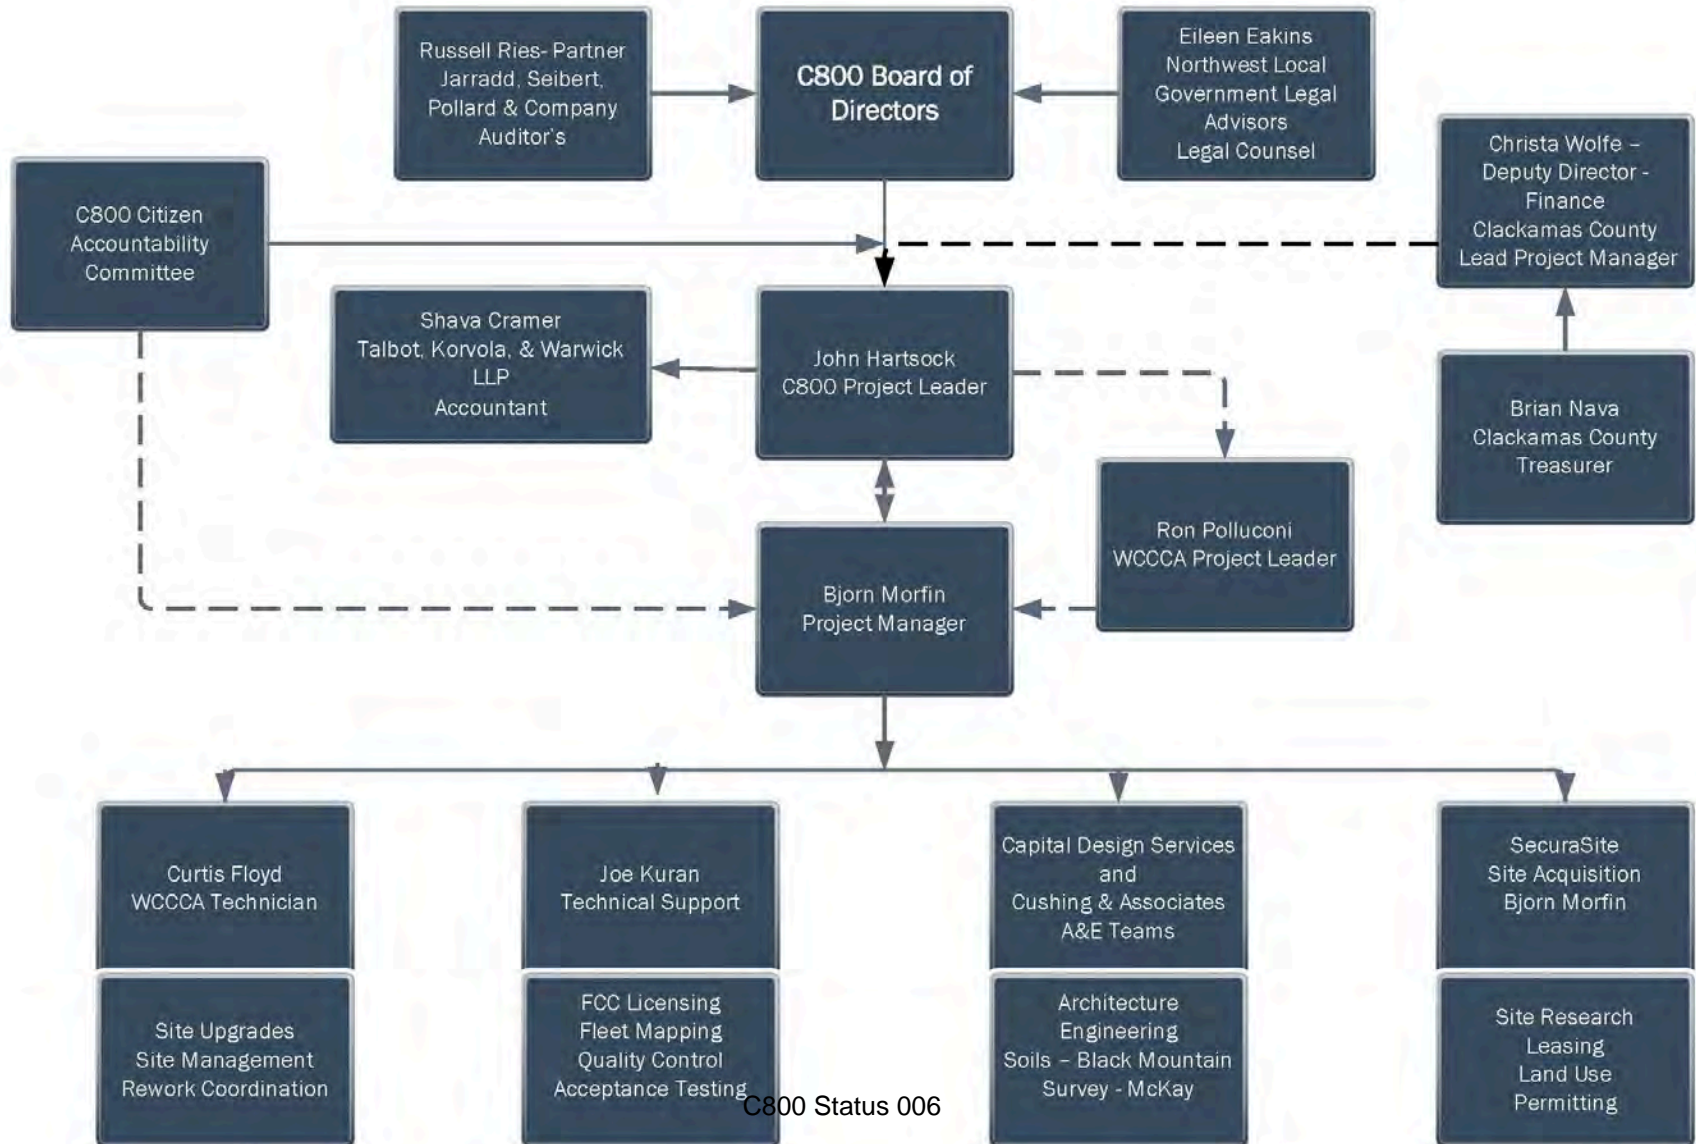 Russell Ries- Partner
Jarradd, Seibert,
Pollard & Company
Auditor's
C800 Board of
Directors
Eileen Eakins
Northwest Local
Government Legal
Advisors
Legal Counsel
Christa Wolfe –
Deputy Director -
Finance
Clackamas County
Lead Project Manager
C800 Citizen
Accountability
Committee
Shava Cramer
Talbot, Korvola, & Warwick
LLP
Accountant
John Hartsock
C800 Project Leader
Brian Nava
Clackamas County
Treasurer
Ron Polluconi
WCCCA Project Leader
Bjorn Morfin
Project Manager
Curtis Floyd
WCCCA Technician
Joe Kuran
Technical Support
Capital Design Services
and
Cushing & Associates
A&E Teams
SecuraSite
Site Acquisition
Bjorn Morfin
Site Upgrades
Site Management
Rework Coordination
FCC Licensing
Fleet Mapping
Quality Control
Acceptance Testing
Architecture
Engineering
Soils – Black Mountain
Survey - McKay
Site Research
Leasing
Land Use
Permitting
C800 Status 006